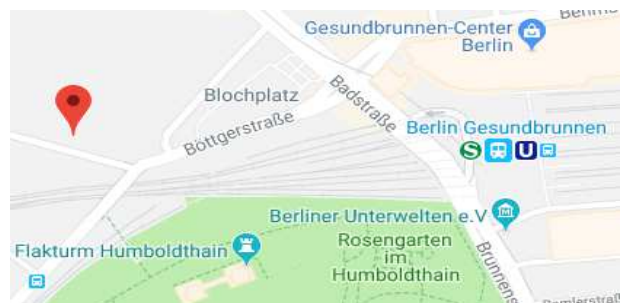 Gesundbrunnen-Center
Berlin
Blochplatz
Badstraße
Böttgerstraße
Berlin Gesundbrunnen
S
U
Berliner Unterwelten e.V
Flakturm Humboldthain
Rosengarten
im
Humboldthain